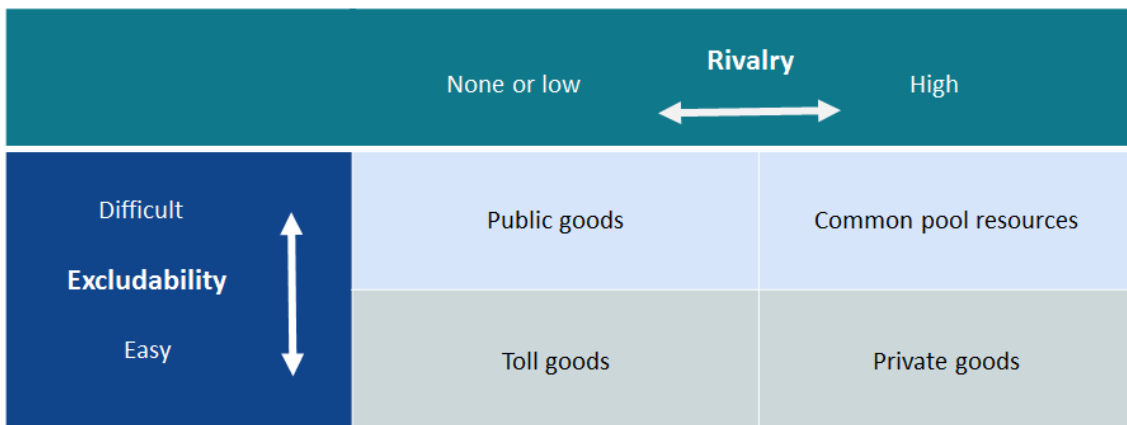 Rivalry
None or low
High
Difficult
Excludability
Easy
Public goods
Common pool resources
Toll goods
Private goods